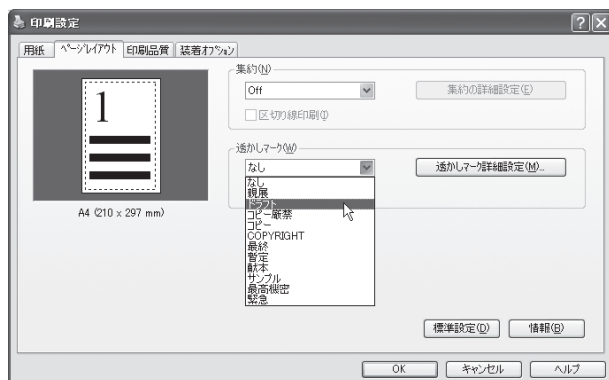 印刷設定
用紙 ページレイアウト 印刷品質 装着オプション
集約(N)
Off
集約の詳細設定(E)
区切り線印刷(I)
1
透かしマーク(W)
なし
透かしマーク詳細設定(M)...
なし
親展
ドラフト
コピー厳禁
コピー
COPYRIGHT
最終
暫定
献本
サンプル
最高機密
緊急
A4 (210 x 297 mm)
標準設定(D) 情報(B)
OK キャンセル ヘルプ